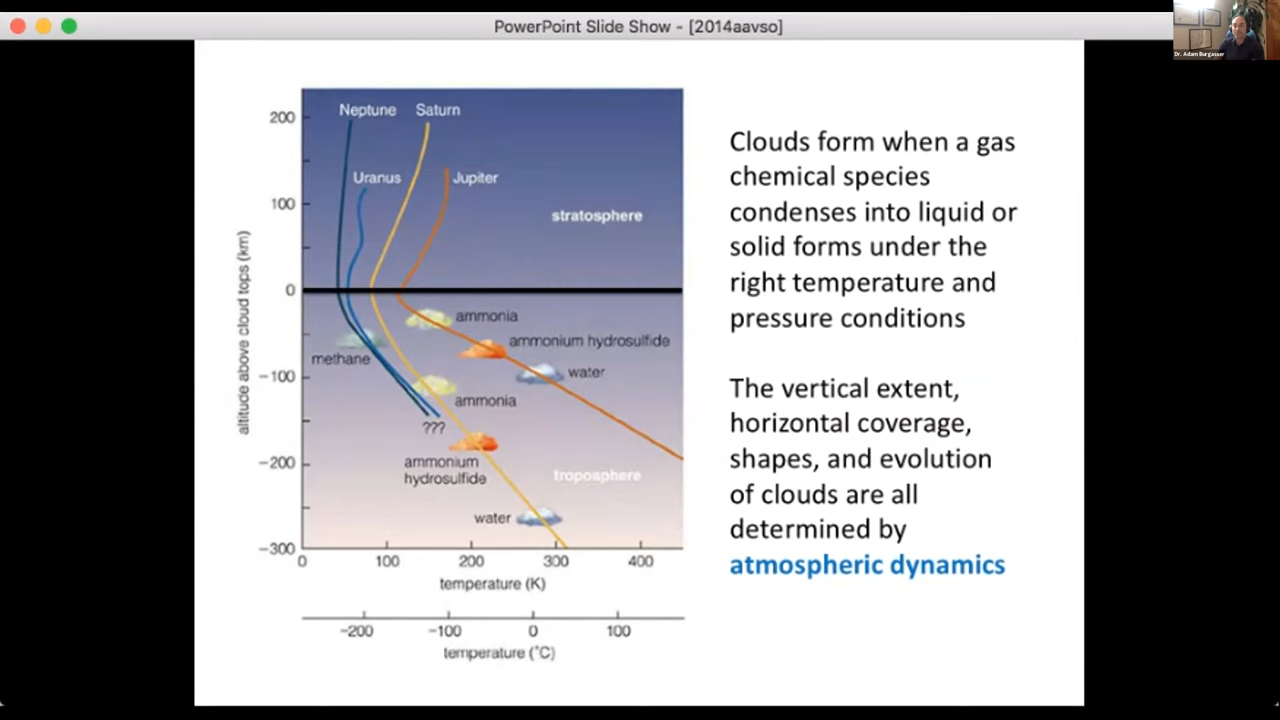 PowerPoint Slide Show - [2014aavso]
Dr. Adam Burgasser
200
100
0
−100
−200
−300
altitude above cloud tops (km)
Neptune
Saturn
Uranus
Jupiter
stratosphere
ammonia
ammonium hydrosulfide
methane
water
ammonia
???
ammonium
hydrosulfide
troposphere
water
0
100
200
300
400
temperature (K)
−200
−100
0
100
temperature (°C)
Clouds form when a gas
chemical species
condenses into liquid or
solid forms under the
right temperature and
pressure conditions
The vertical extent,
horizontal coverage,
shapes, and evolution
of clouds are all
determined by
atmospheric dynamics